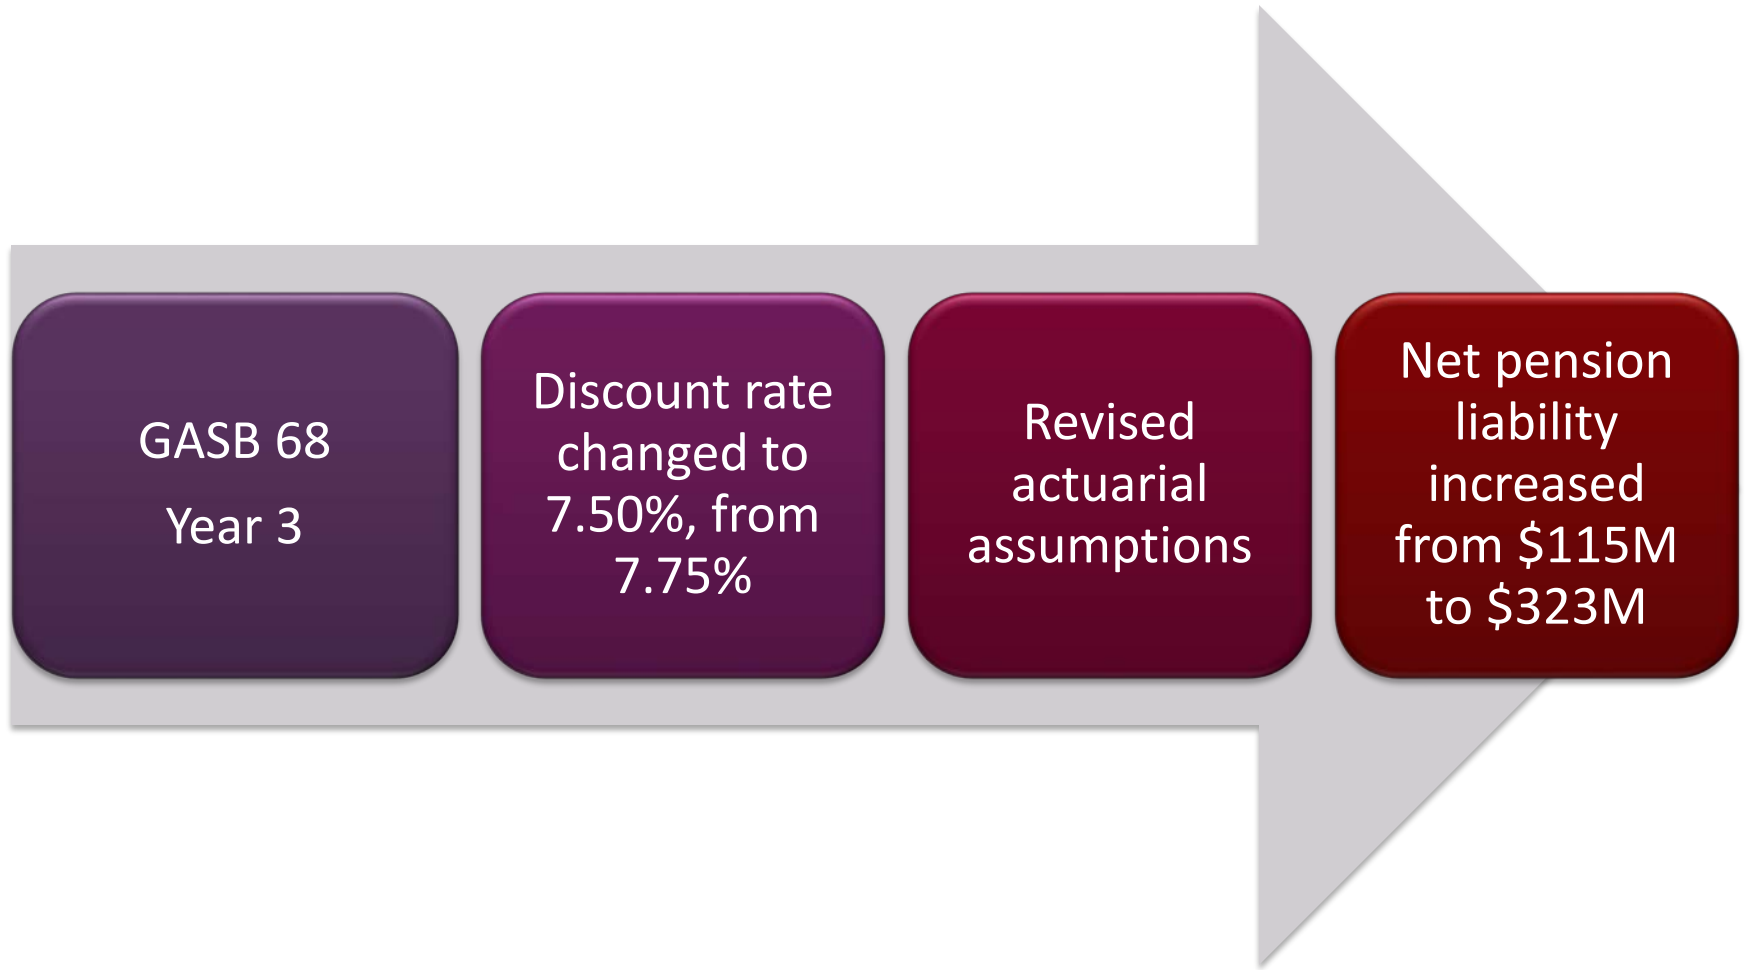 GASB 68
Year 3
Discount rate
changed to
7.50%, from
7.75%
Revised
actuarial
assumptions
Net pension
liability
increased
from $115M
to $323M